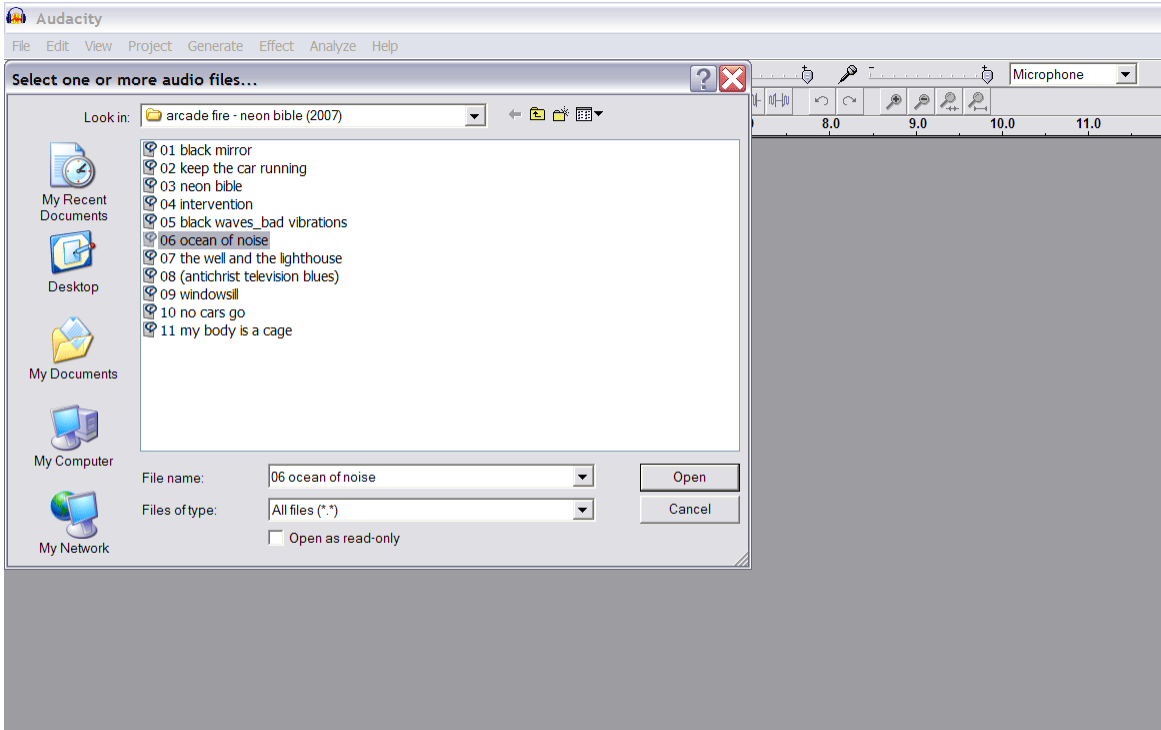 Audacity
File Edit View Project Generate Effect Analyze Help
Select one or more audio files...
Microphone
Look in: arcade fire - neon bible (2007)
8.0 9.0 10.0 11.0
01 black mirror
02 keep the car running
03 neon bible
04 intervention
05 black waves_bad vibrations
06 ocean of noise
07 the well and the lighthouse
08 (antichrist television blues)
09 windowsill
10 no cars go
11 my body is a cage
My Recent
Documents
Desktop
My Documents
My Computer
My Network
File name: 06 ocean of noise Open
Files of type: All files (*.*) Cancel
Open as read-only